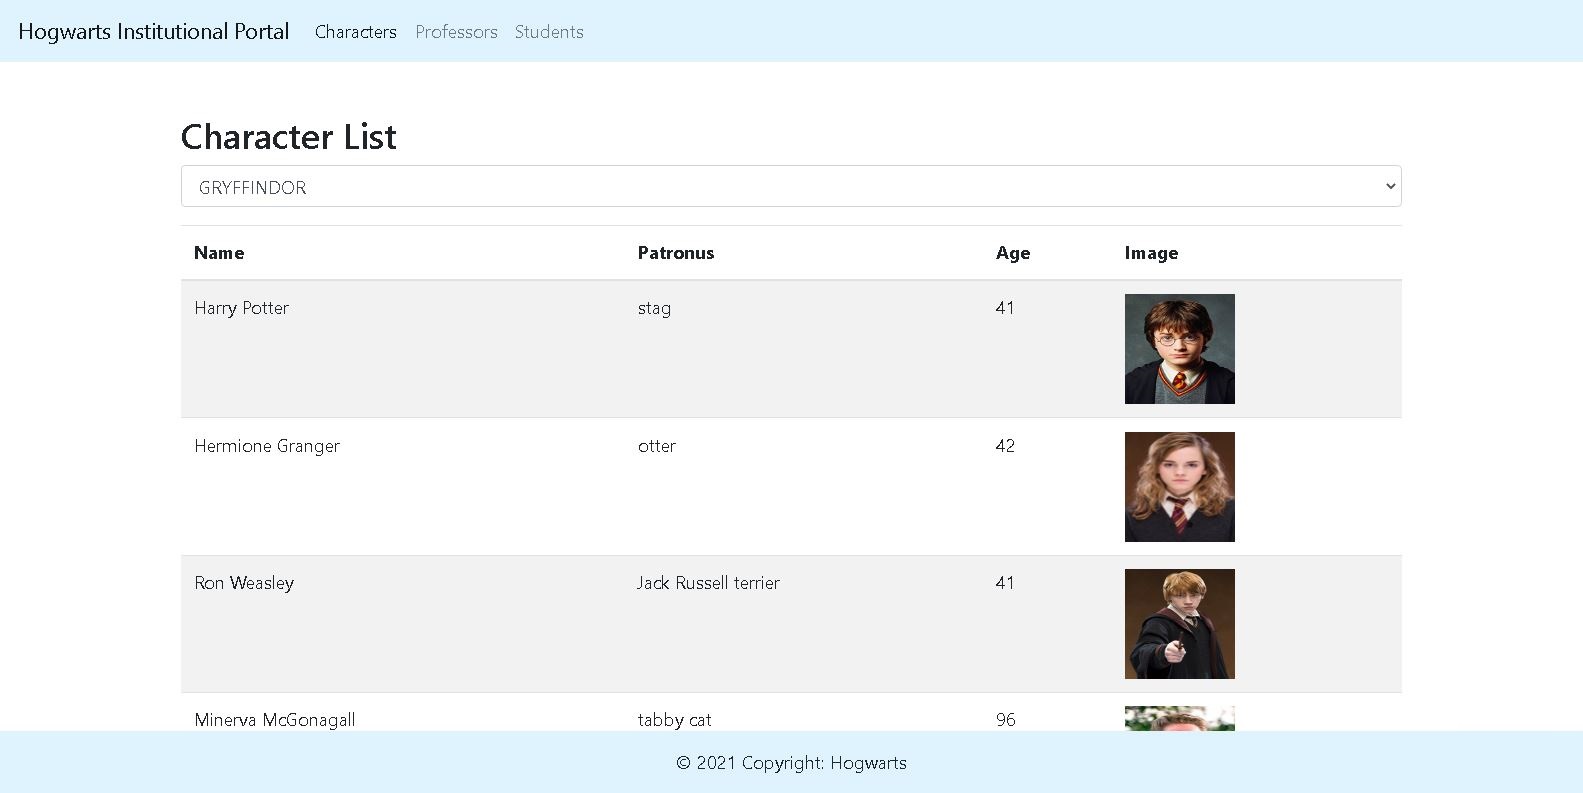 Hogwarts Institutional Portal Characters Professors Students
Character List
GRYFFINDOR
Name Patronus Age Image
Harry Potter stag 41
Hermione Granger otter 42
Ron Weasley Jack Russell terrier 41
Minerva McGonagall tabby cat 96
© 2021 Copyright: Hogwarts